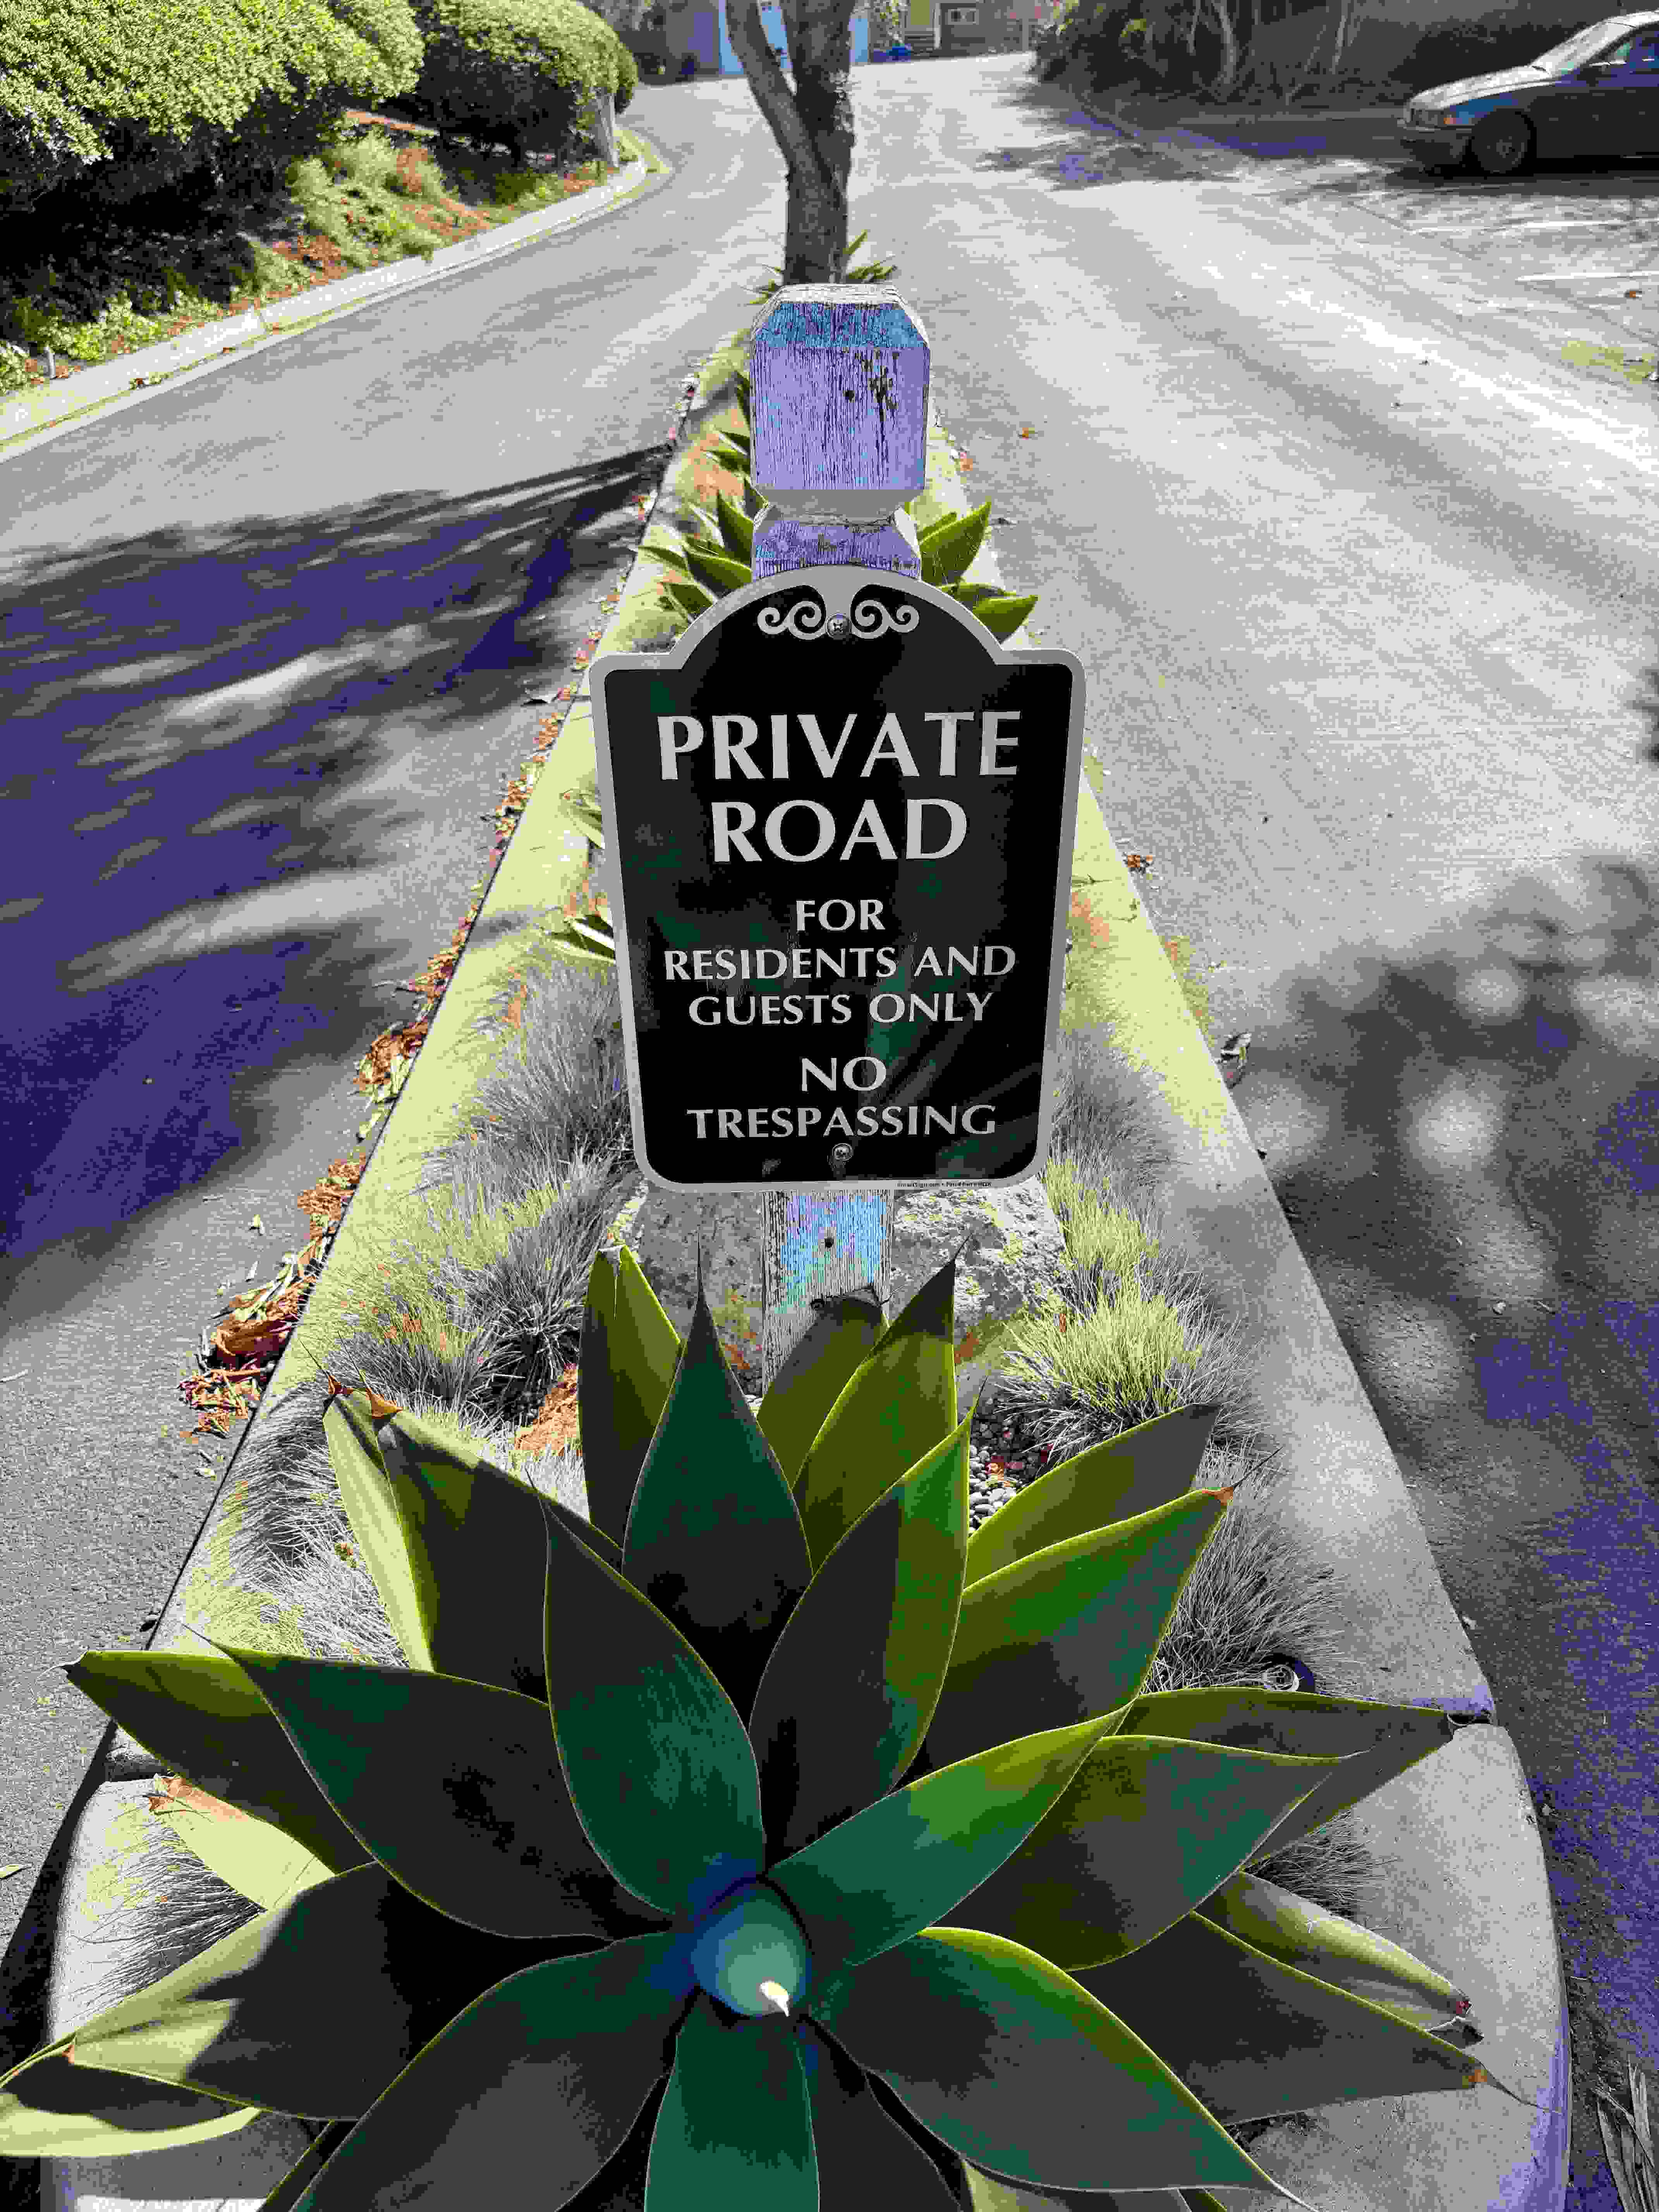 PRIVATE
ROAD
FOR
RESIDENTS AND
GUESTS ONLY
NO
TRESPASSING